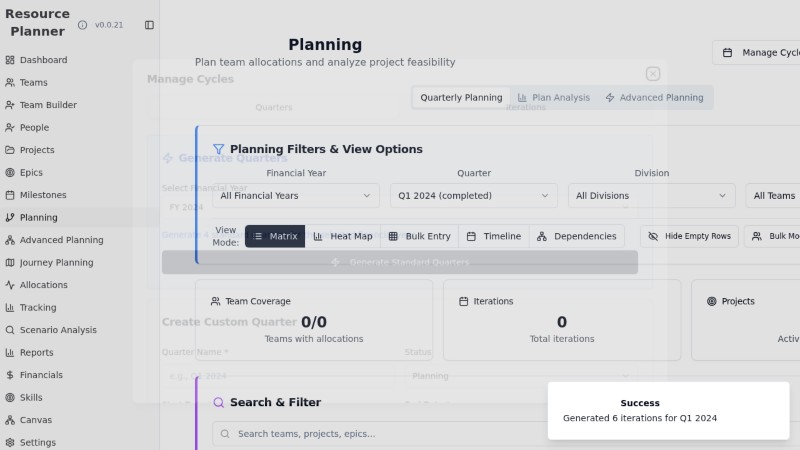 Resource
Planner
v0.0.21
Dashboard
Teams
Team Builder
People
Projects
Epics
Milestones
Planning
Advanced Planning
Journey Planning
Allocations
Tracking
Scenario Analysis
Reports
Financials
Skills
Canvas
Settings
Planning
Plan team allocations and analyze project feasibility
Manage Cycle
Manage Cycles
Quarters
Iterations
Quarterly Planning
Plan Analysis
Advanced Planning
Generate Quarters
Planning Filters & View Options
Financial Year
Quarter
Division
Select Financial Year
All Financial Years
Q1 2024 (completed)
All Divisions
All Teams
FY 2024
View
Mode:
Matrix
Heat Map
Bulk Entry
Timeline
Dependencies
Hide Empty Rows
Bulk Mo
Generate Standard Quarters
Team Coverage
0/0
Teams with allocations
Iterations
0
Total iterations
Projects
Activ
Create Custom Quarter
Quarter Name *
Status
e.g., Q1 2024
Planning
Search & Filter
Search teams, projects, epics...
Success
Generated 6 iterations for Q1 2024